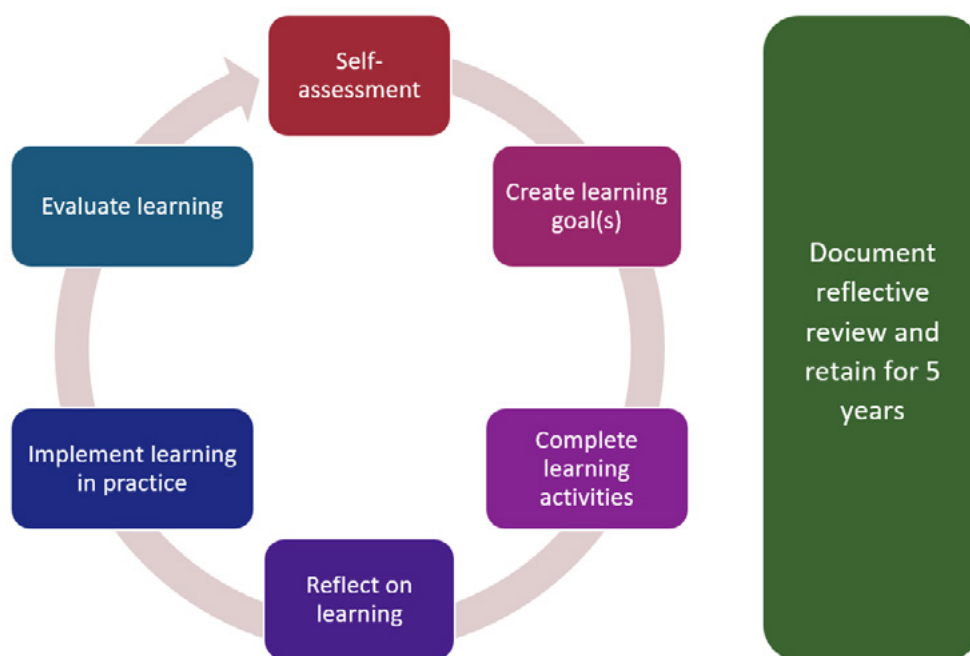 Self-
assessment
Create learning
goal(s)
Complete
learning
activities
Reflect on
learning
Implement learning
in practice
Evaluate learning
Document
reflective
review and
retain for 5
years